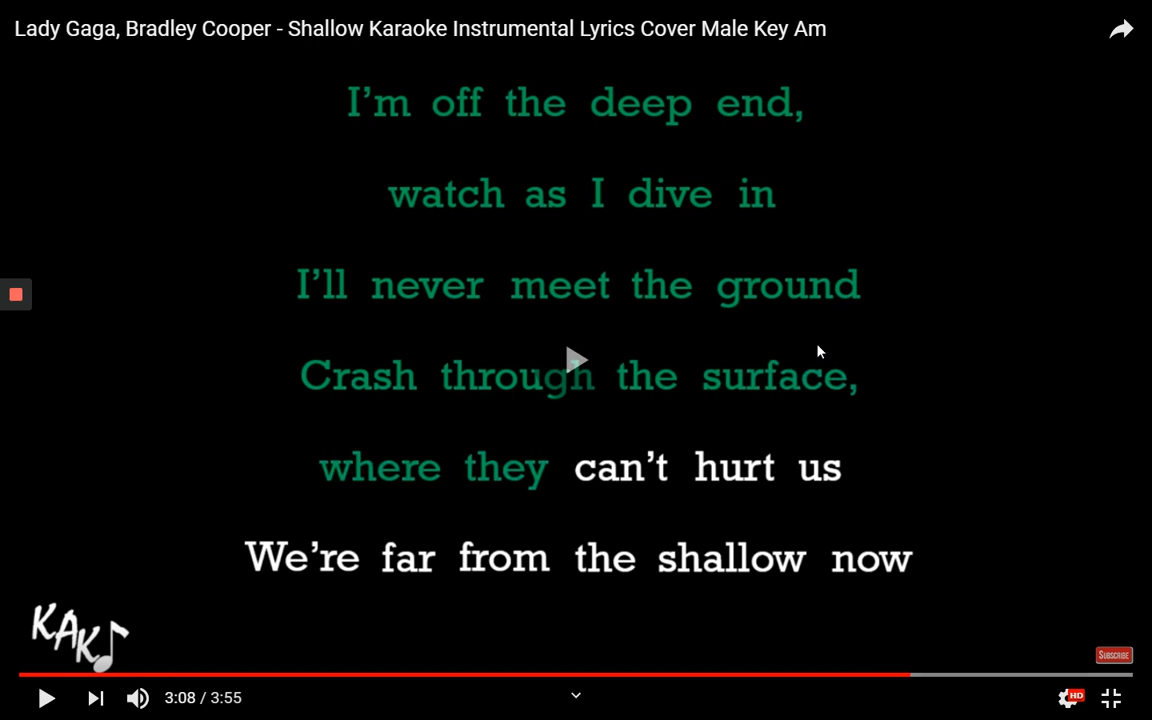 Lady Gaga, Bradley Cooper - Shallow Karaoke Instrumental Lyrics Cover Male Key Am
I'm off the deep end,
watch as I dive in
I'll never meet the ground
Crash through the surface,
where they can't hurt us
We're far from the shallow now
KAK
SUBSCRIBE
3:08 / 3:55
HD